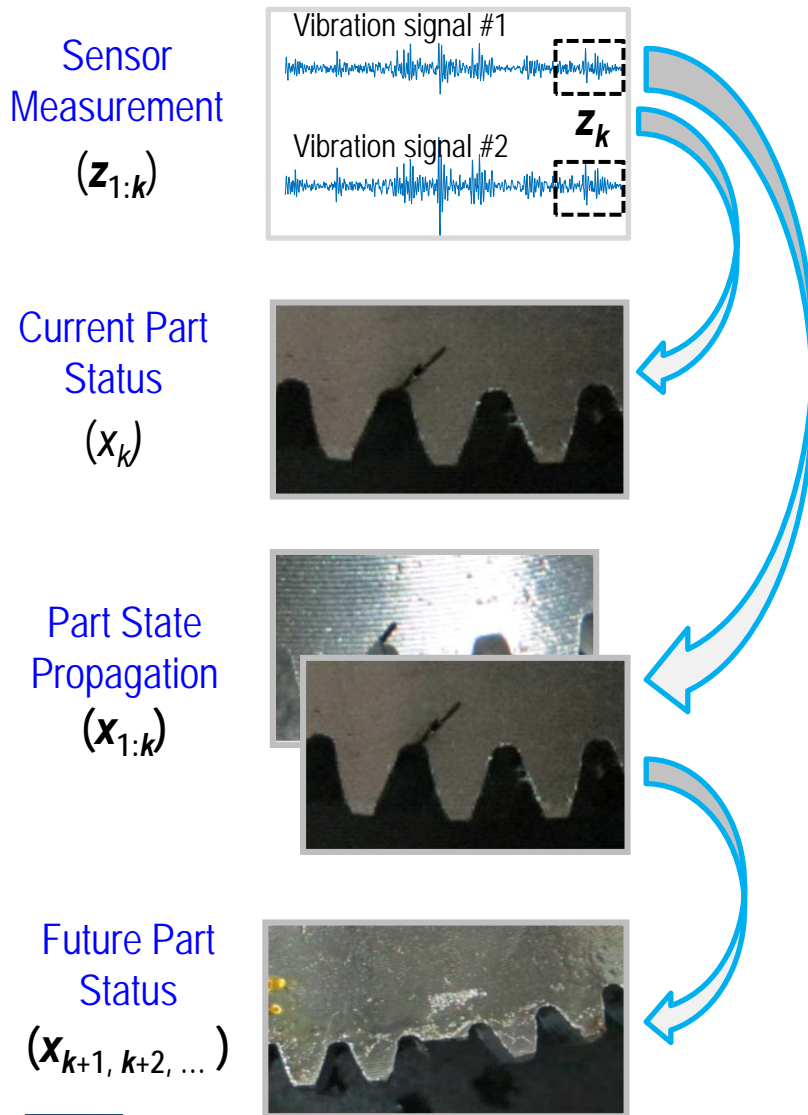 Sensor
Measurement
(z1:k)
Vibration signal #1
zk
Vibration signal #2
Current Part
Status
(xk)
Part State
Propagation
(x1:k)
Future Part
Status
(xk+1, k+2, ... )